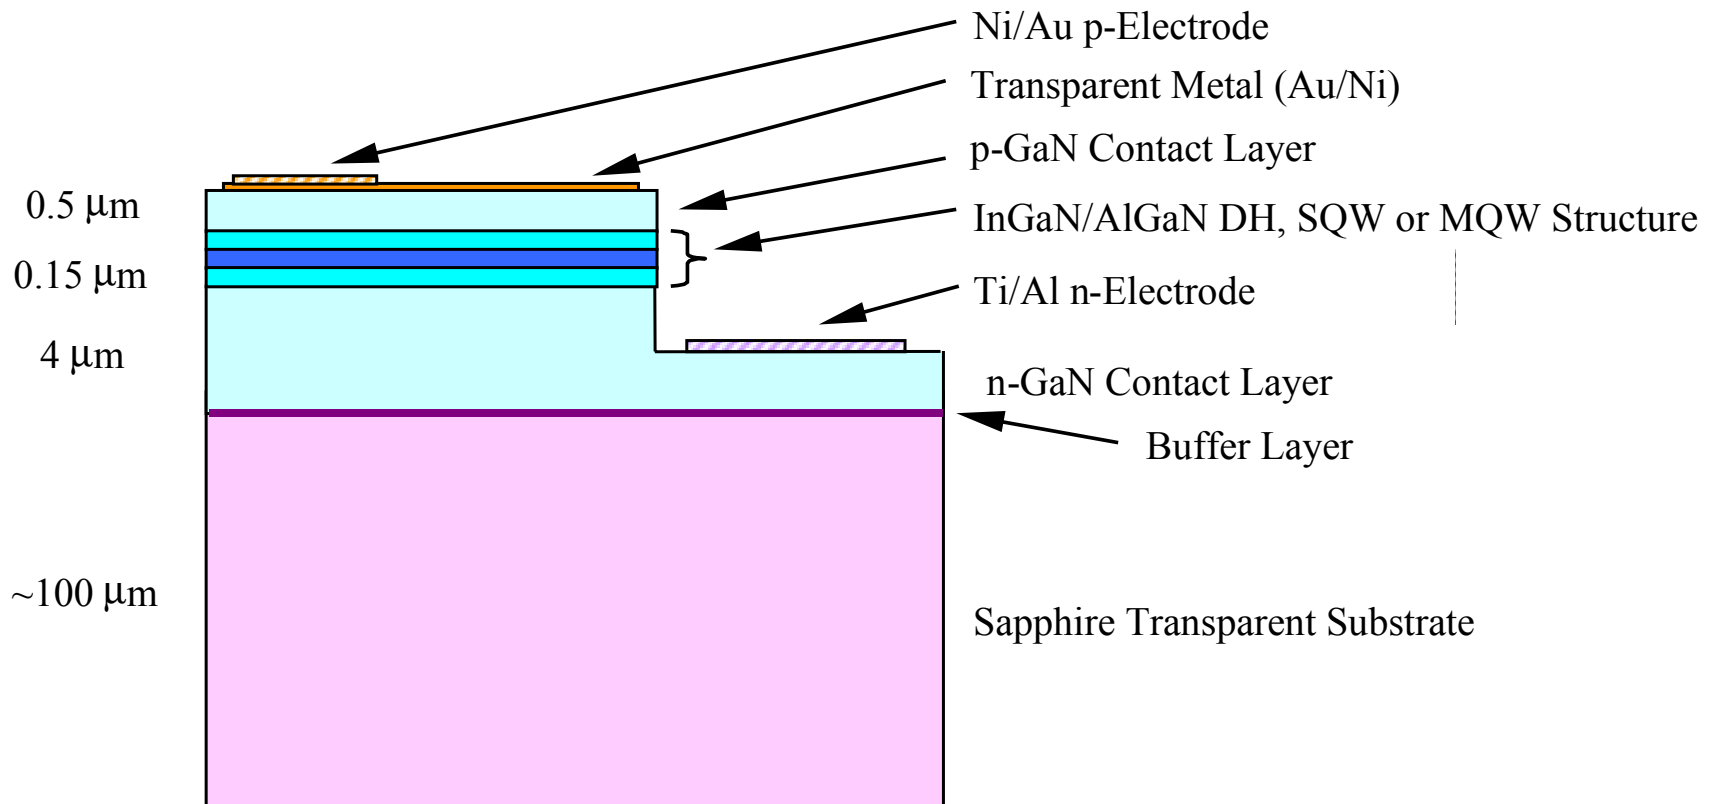 Ni/Au p-Electrode
Transparent Metal (Au/Ni)
p-GaN Contact Layer
0.5 μm
InGaN/AlGaN DH, SQW or MQW Structure
0.15 μm
Ti/Al n-Electrode
4 μm
n-GaN Contact Layer
Buffer Layer
~100 μm
Sapphire Transparent Substrate